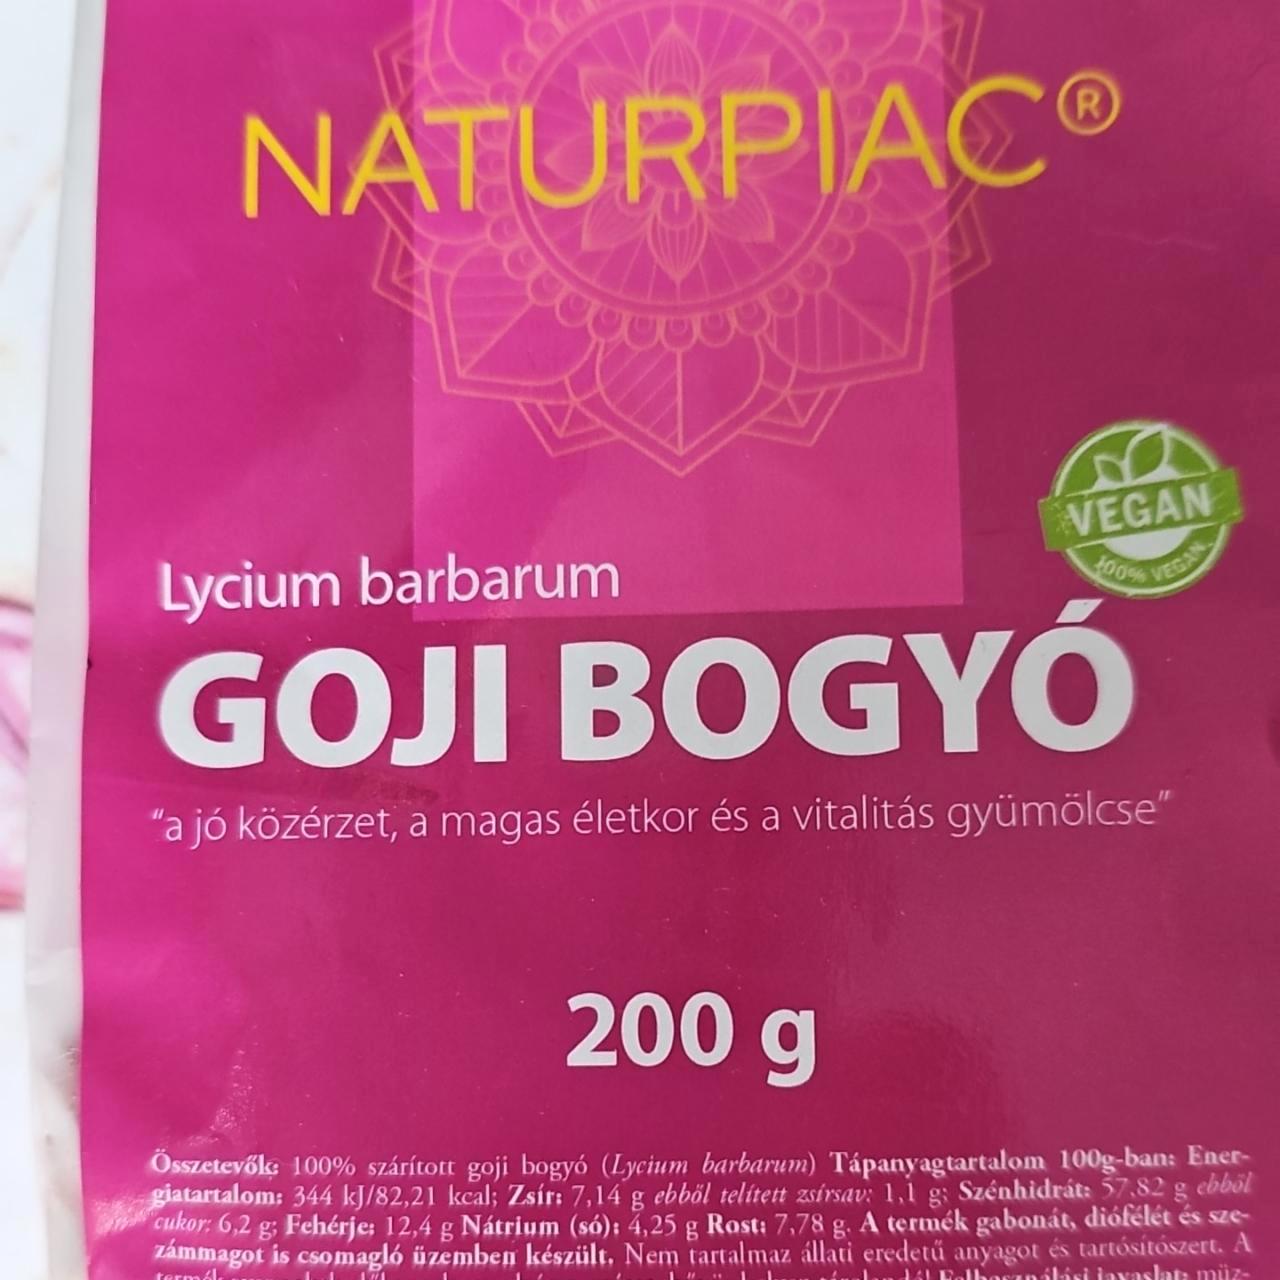 NATURPIAC®
VEGAN
100% VEGAN
Lycium barbarum
GOJI BOGYÓ
"a jó közérzet, a magas életkor és a vitalitás gyümölcse"
200 g
Összetevők: 100% szárított goji bogyó (Lycium barbarum) Tápanyagtartalom 100g-ban: Ener-
giatartalom: 344 kJ/82,21 kcal; Zsír: 7,14 g ebből telített zsírsav: 1,1 g; Szénhidrát: 57,82 g ebből
cukor: 6,2 g; Fehérje: 12,4 g Nátrium (só): 4,25 g Rost: 7,78 g. A termék gabonát, diófélét és sze-
zámmagot is csomagló üzemben készült. Nem tartalmaz állati eredetű anyagot és tartósítószert. A